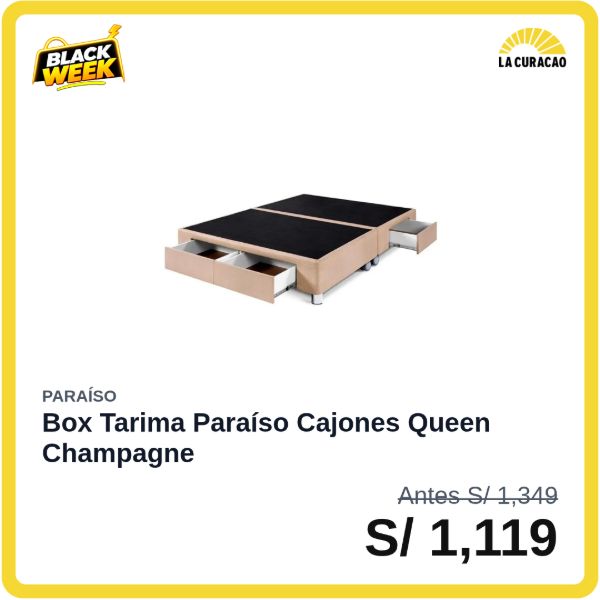 BLACK
WEEK
LA CURACAO
PARAÍSO
Box Tarima Paraíso Cajones Queen
Champagne
Antes S/ 1,349
S/ 1,119